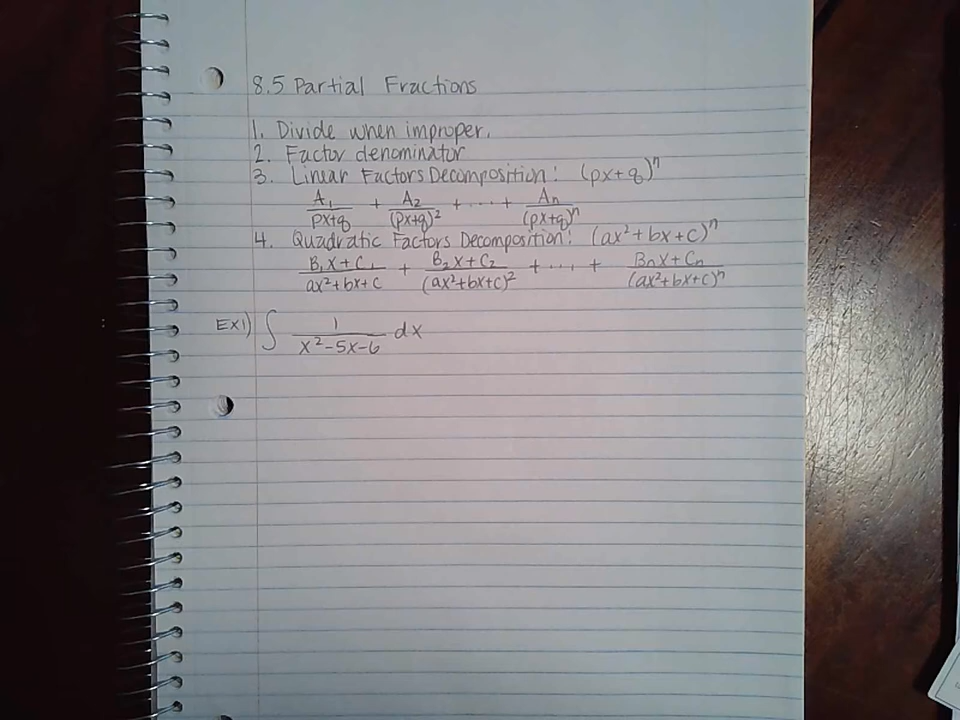 8.5 Partial Fractions
1. Divide when improper.
2. Factor denominator
3. Linear Factors Decomposition: (px+q)^n
A₁/(px+q) + A₂/(px+q)² + ... + Aₙ/(px+q)ⁿ
4. Quadratic Factors Decomposition: (ax²+bx+c)ⁿ
B₁x+C₁/(ax²+bx+c) + B₂x+C₂/(ax²+bx+c)² + ... + Bₙx+Cₙ/(ax²+bx+c)ⁿ
EX1) ∫ 1/(x²-5x-6) dx